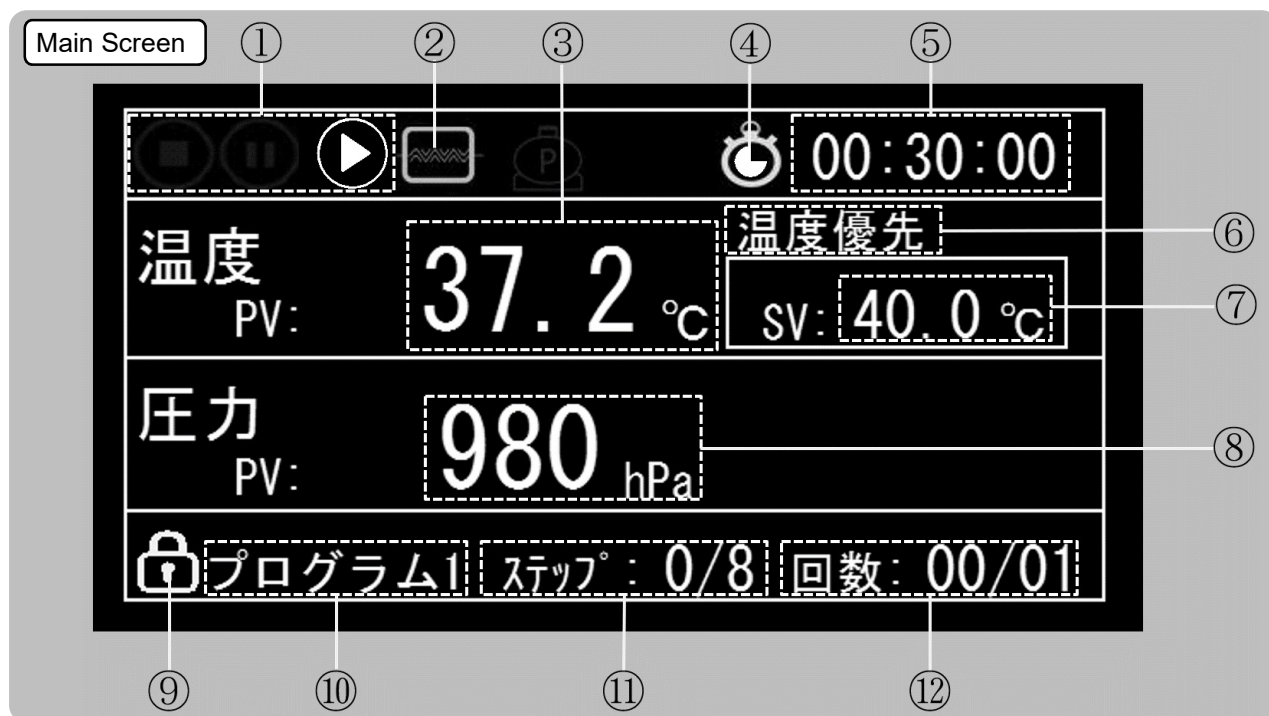 Main Screen
① ② ③ ④ ⑤
P 00:30:00
温度 温度優先 ⑥
PV: 37.2 ℃ SV: 40.0 ℃ ⑦
圧力
PV: 980 hPa ⑧
プログラム1 ｽﾃｯﾌﾟ: 0/8 回数: 00/01
⑨ ⑩ ⑪ ⑫